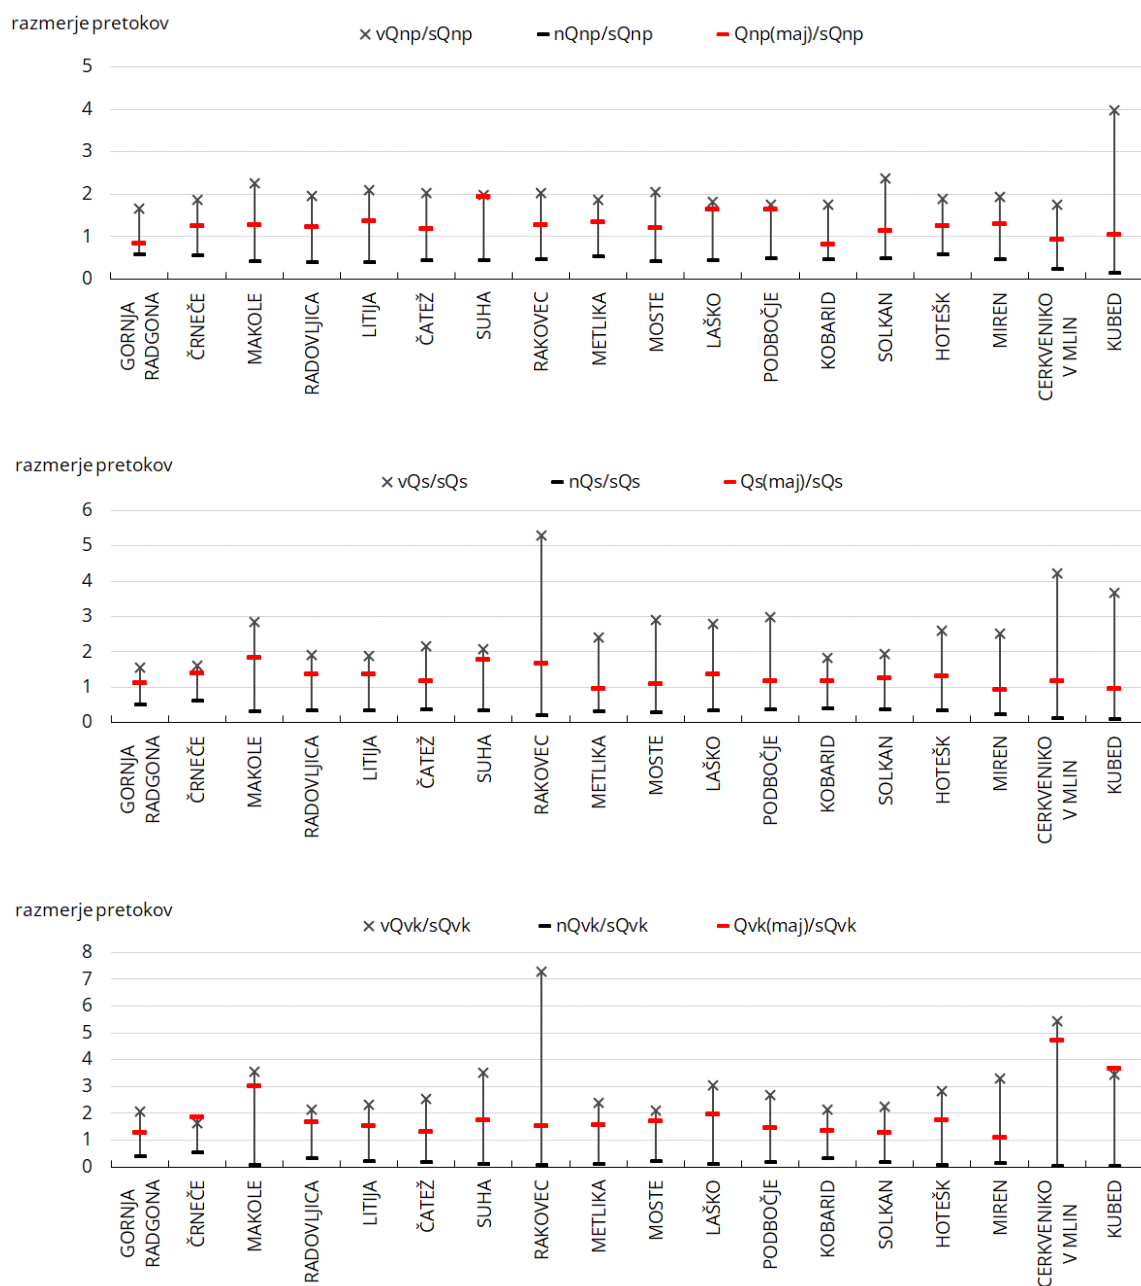 razmerje pretokov
vQnp/sQnp nQnp/sQnp Qnp(maj)/sQnp
5
4
3
2
1
0
GORNJA
RADGONA
ČRNEČE
MAKOLE
RADOVLJICA
LITIJA
ČATEŽ
SUHA
RAKOVEC
METLIKA
MOSTE
LAŠKO
PODBOČJE
KOBARID
SOLKAN
HOTEŠK
MIREN
CERKVENIKO
V MLIN
KUBED
razmerje pretokov
vQs/sQs nQs/sQs Qs(maj)/sQs
6
5
4
3
2
1
0
GORNJA
RADGONA
ČRNEČE
MAKOLE
RADOVLJICA
LITIJA
ČATEŽ
SUHA
RAKOVEC
METLIKA
MOSTE
LAŠKO
PODBOČJE
KOBARID
SOLKAN
HOTEŠK
MIREN
CERKVENIKO
V MLIN
KUBED
razmerje pretokov
vQvk/sQvk nQvk/sQvk Qvk(maj)/sQvk
8
7
6
5
4
3
2
1
0
GORNJA
RADGONA
ČRNEČE
MAKOLE
RADOVLJICA
LITIJA
ČATEŽ
SUHA
RAKOVEC
METLIKA
MOSTE
LAŠKO
PODBOČJE
KOBARID
SOLKAN
HOTEŠK
MIREN
CERKVENIKO
V MLIN
KUBED